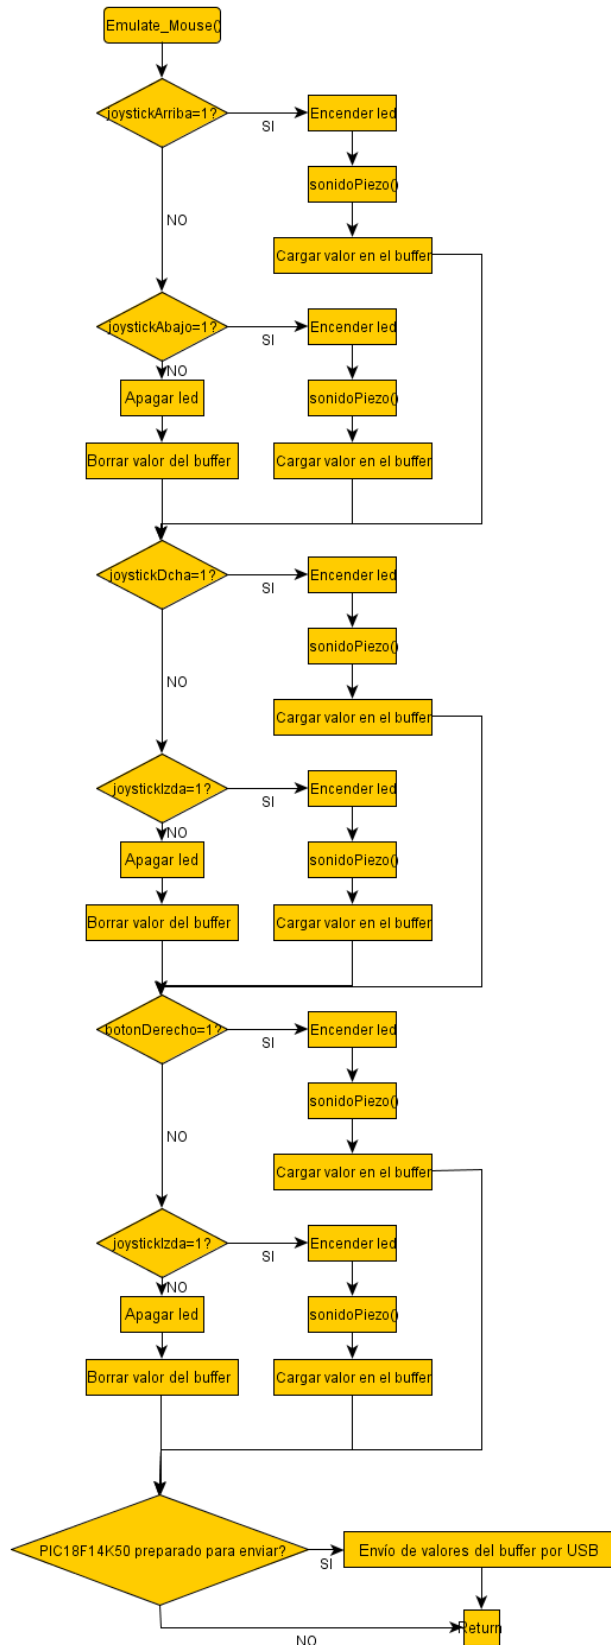 Emulate_Mouse()
joystickArriba=1?
SI
Encender led
sonidoPiezo()
NO
Cargar valor en el buffer
joystickAbajo=1?
SI
Encender led
NO
Apagar led
sonidoPiezo()
Borrar valor del buffer
Cargar valor en el buffer
joystickDcha=1?
SI
Encender led
sonidoPiezo()
NO
Cargar valor en el buffer
joystickIzda=1?
SI
Encender led
NO
Apagar led
sonidoPiezo()
Borrar valor del buffer
Cargar valor en el buffer
botonDerecho=1?
SI
Encender led
sonidoPiezo()
NO
Cargar valor en el buffer
joystickIzda=1?
SI
Encender led
NO
Apagar led
sonidoPiezo()
Borrar valor del buffer
Cargar valor en el buffer
PIC18F14K50 preparado para enviar?
SI
Envío de valores del buffer por USB
Return
NO